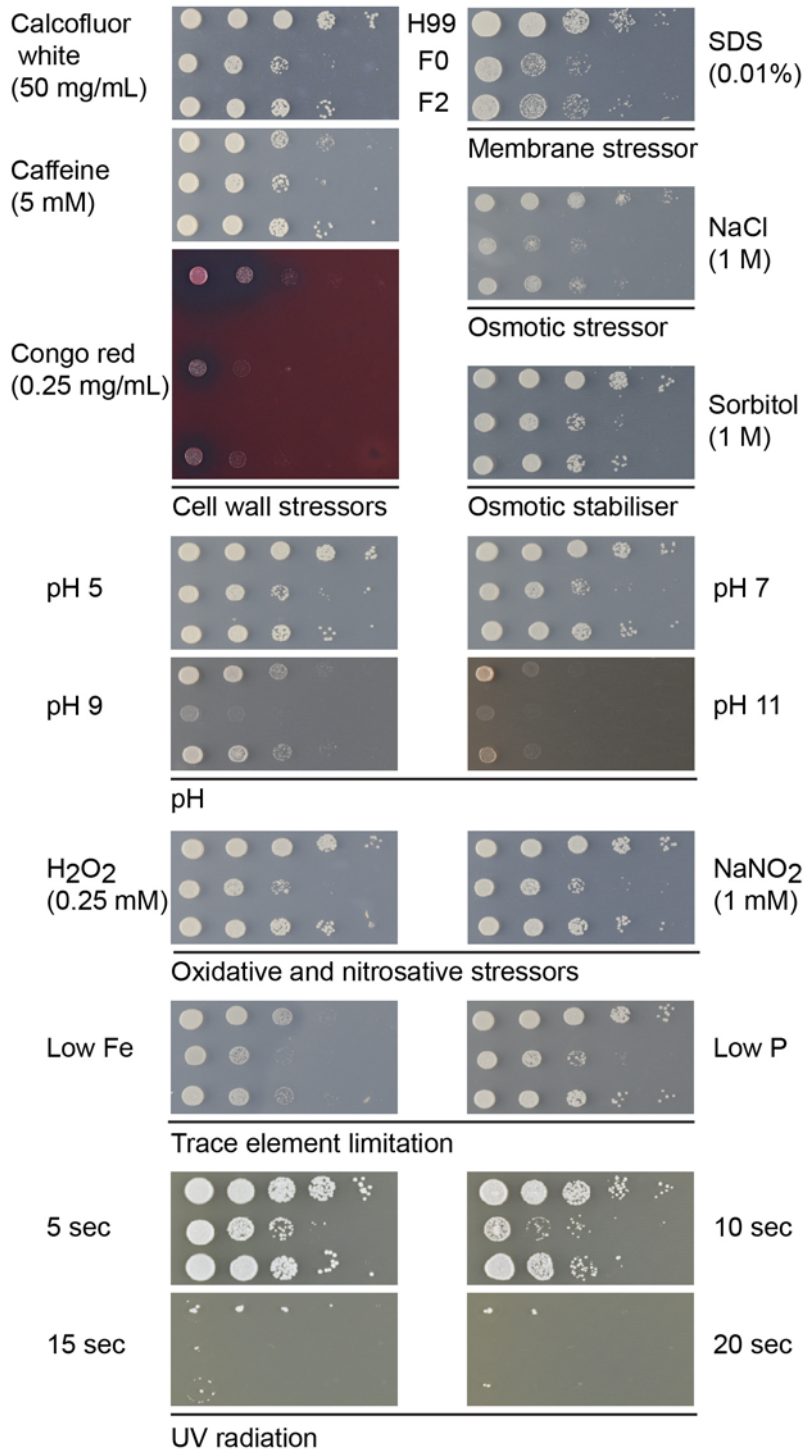 Calcofluor
white
(50 mg/mL)
H99
F0
F2
SDS
(0.01%)
Membrane stressor
Caffeine
(5 mM)
NaCl
(1 M)
Osmotic stressor
Congo red
(0.25 mg/mL)
Sorbitol
(1 M)
Cell wall stressors
Osmotic stabiliser
pH 5
pH 7
pH 9
pH 11
pH
H2O2
(0.25 mM)
NaNO2
(1 mM)
Oxidative and nitrosative stressors
Low Fe
Low P
Trace element limitation
5 sec
10 sec
15 sec
20 sec
UV radiation